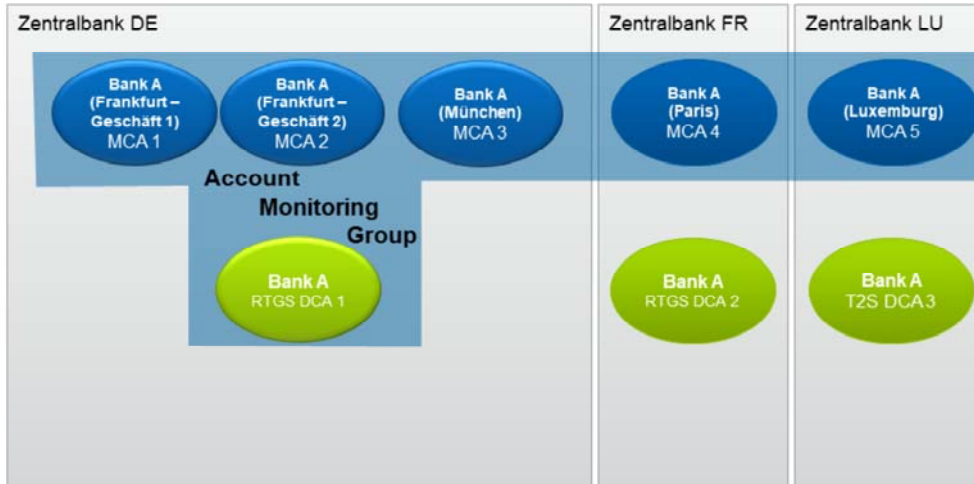 Zentralbank DE
Zentralbank FR
Zentralbank LU
Bank A
(Frankfurt –
Geschäft 1)
MCA 1
Bank A
(Frankfurt –
Geschäft 2)
MCA 2
Bank A
(München)
MCA 3
Bank A
(Paris)
MCA 4
Bank A
(Luxemburg)
MCA 5
Account
Monitoring
Group
Bank A
RTGS DCA 1
Bank A
RTGS DCA 2
Bank A
T2S DCA 3